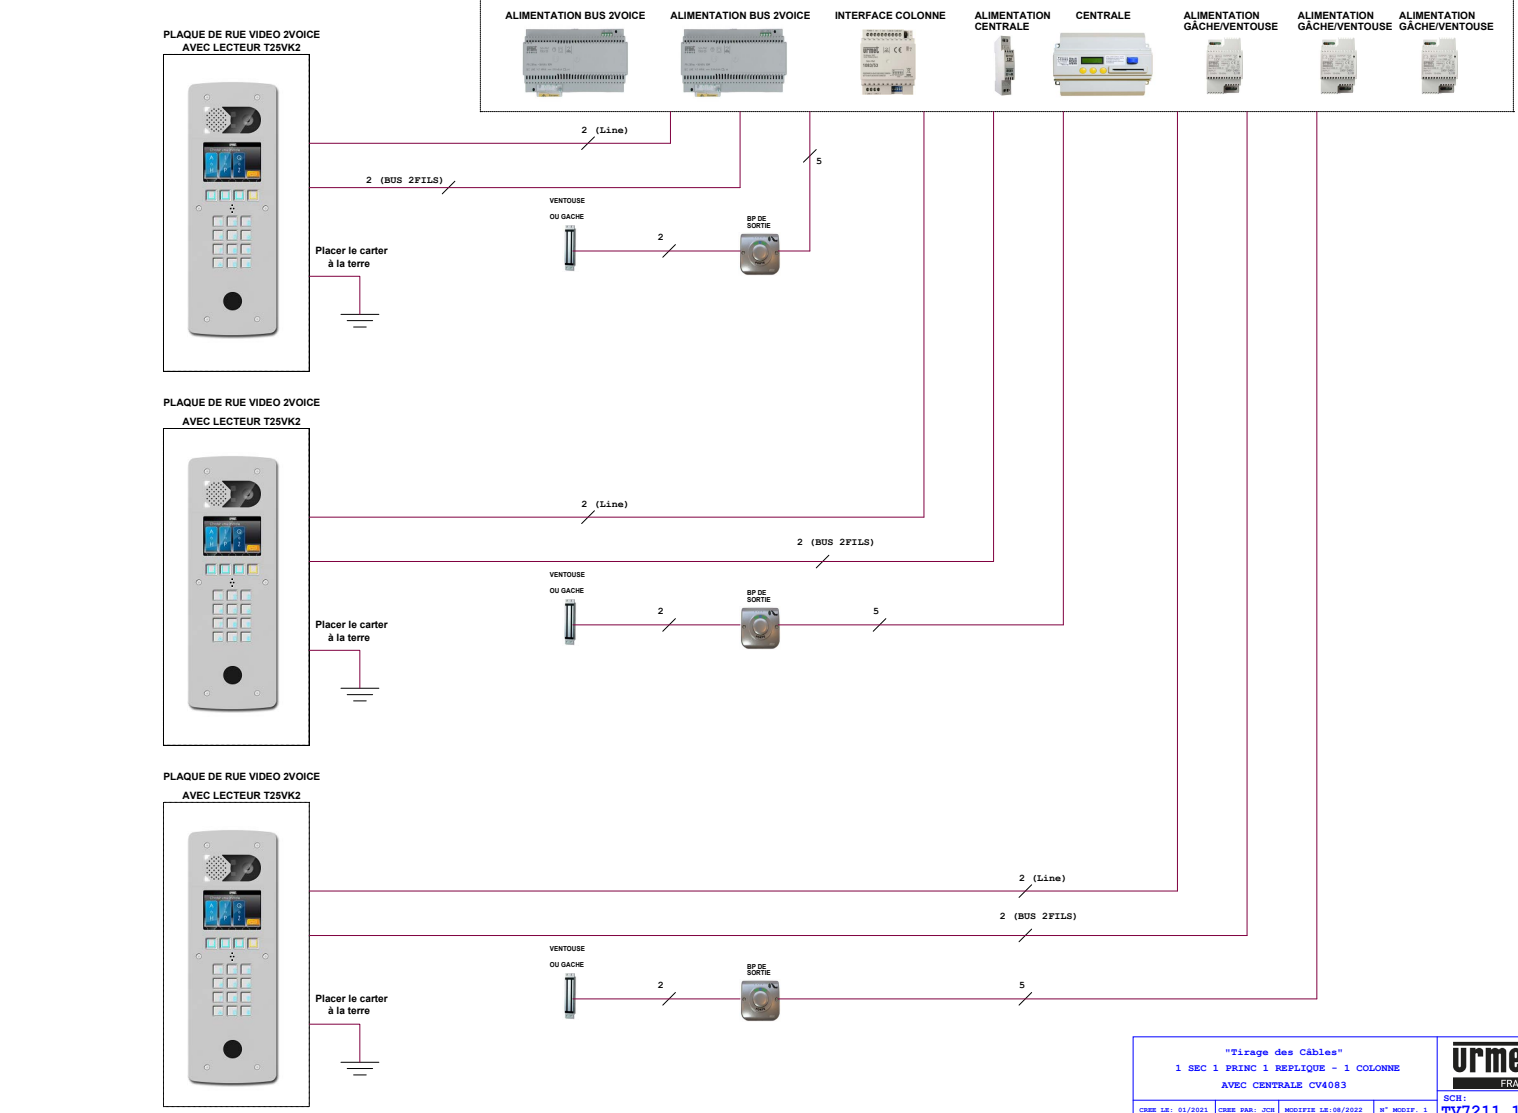 ALIMENTATION BUS 2VOICE
ALIMENTATION BUS 2VOICE
INTERFACE COLONNE
ALIMENTATION
CENTRALE
CENTRALE
ALIMENTATION
GÂCHE/VENTOUSE
ALIMENTATION
GÂCHE/VENTOUSE
ALIMENTATION
GÂCHE/VENTOUSE
PLAQUE DE RUE VIDEO 2VOICE
AVEC LECTEUR T25VK2
2 (Line)
5
2 (BUS 2FILS)
VENTOUSE
OU GACHE
2
BP DE
SORTIE
Placer le carter
à la terre
PLAQUE DE RUE VIDEO 2VOICE
AVEC LECTEUR T25VK2
2 (Line)
2 (BUS 2FILS)
VENTOUSE
OU GACHE
2
BP DE
SORTIE
5
Placer le carter
à la terre
PLAQUE DE RUE VIDEO 2VOICE
AVEC LECTEUR T25VK2
2 (Line)
2 (BUS 2FILS)
VENTOUSE
OU GACHE
2
BP DE
SORTIE
5
Placer le carter
à la terre
"Tirage des Câbles"
1 SEC 1 PRINC 1 REPLIQUE - 1 COLONNE
AVEC CENTRALE CV4083
CREE LE: 01/2021
CREE PAR: JCH
MODIFIE LE:08/2022
N° MODIF. 1
SCH: